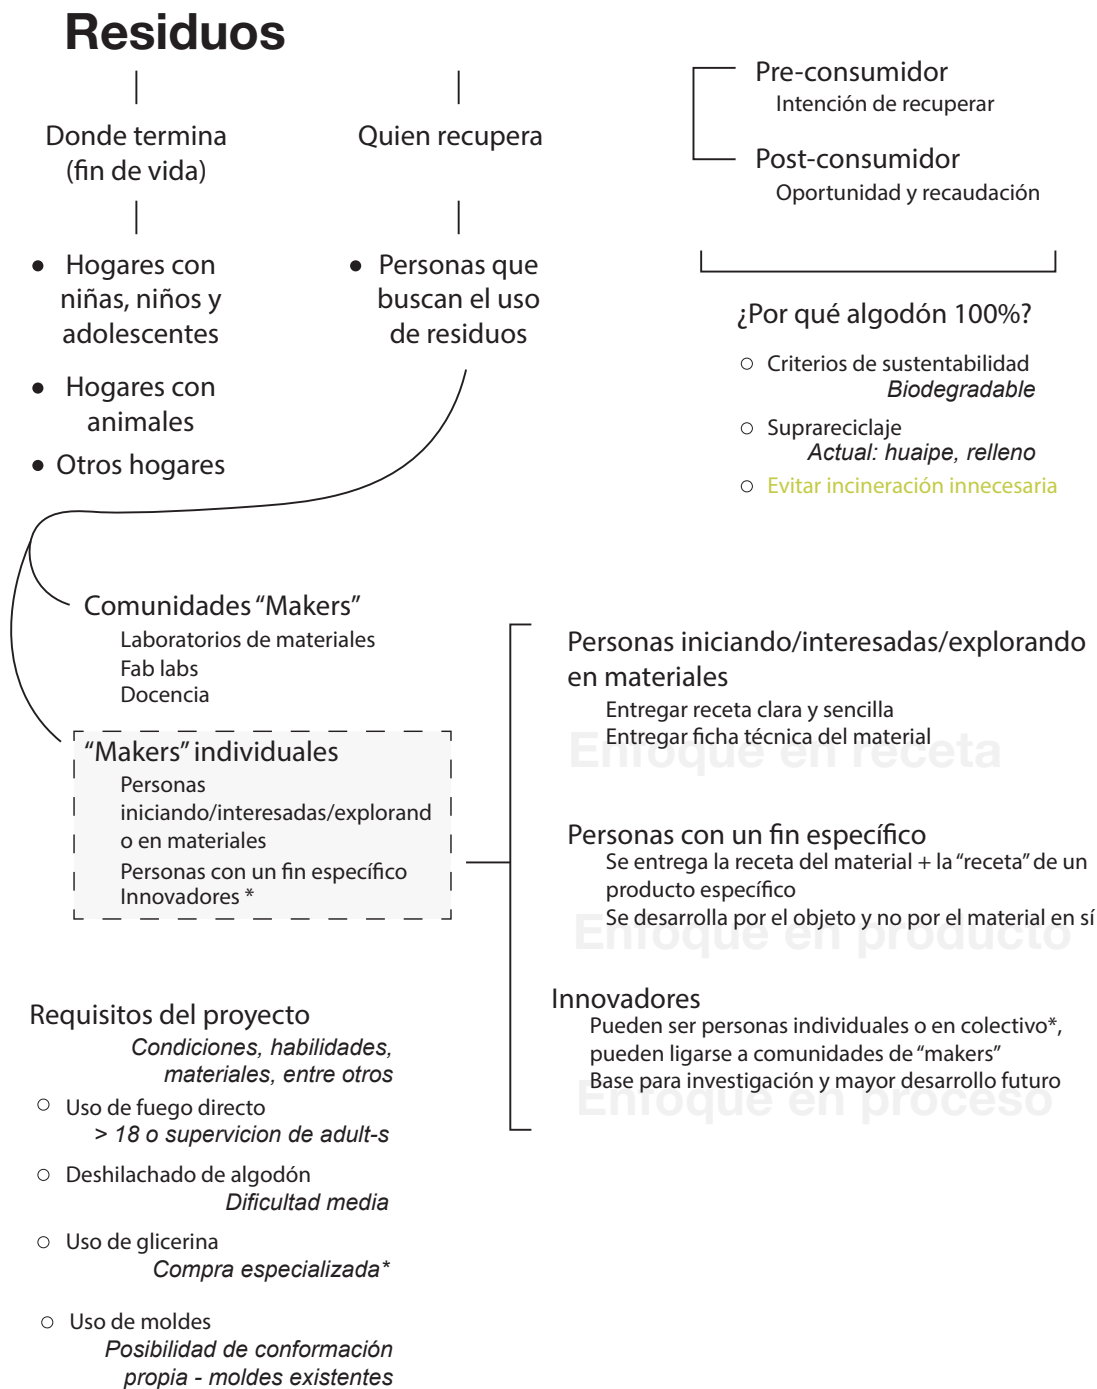 Residuos
Donde termina
(fin de vida)
Hogares con
niñas, niños y
adolescentes
Hogares con
animales
Otros hogares
Quien recupera
Personas que
buscan el uso
de residuos
Pre-consumidor
Intención de recuperar
Post-consumidor
Oportunidad y recaudación
¿Por qué algodón 100%?
Criterios de sustentabilidad
Biodegradable
Suprareciclaje
Actual: huaipe, relleno
Evitar incineración innecesaria
Comunidades “Makers”
Laboratorios de materiales
Fab labs
Docencia
“Makers” individuales
Personas
iniciando/interesadas/explorand
o en materiales
Personas con un fin específico
Innovadores *
Personas iniciando/interesadas/explorando
en materiales
Entregar receta clara y sencilla
Entregar ficha técnica del material
Enfoque en receta
Personas con un fin específico
Se entrega la receta del material + la “receta” de un
producto específico
Se desarrolla por el objeto y no por el material en sí
Enfoque en producto
Innovadores
Pueden ser personas individuales o en colectivo*,
pueden ligarse a comunidades de “makers”
Base para investigación y mayor desarrollo futuro
Enfoque en proceso
Requisitos del proyecto
Condiciones, habilidades,
materiales, entre otros
Uso de fuego directo
> 18 o supervicion de adult-s
Deshilachado de algodón
Dificultad media
Uso de glicerina
Compra especializada*
Uso de moldes
Posibilidad de conformación
propia - moldes existentes